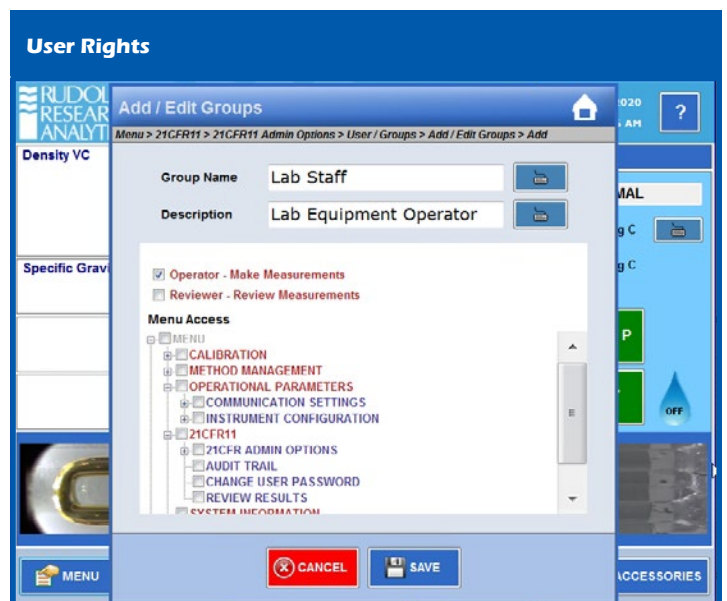 User Rights
RUDOL
RESEAR
ANALYT
Add / Edit Groups
2020
AM
?
Menu > 21CFR11 > 21CFR11 Admin Options > User / Groups > Add / Edit Groups > Add
Density VC
Group Name Lab Staff
MAL
Description Lab Equipment Operator
g C
Specific Gravi
g C
Operator - Make Measurements
Reviewer - Review Measurements
Menu Access
MENU
P
CALIBRATION
METHOD MANAGEMENT
OPERATIONAL PARAMETERS
COMMUNICATION SETTINGS
OFF
INSTRUMENT CONFIGURATION
21CFR11
21CFR ADMIN OPTIONS
AUDIT TRAIL
CHANGE USER PASSWORD
REVIEW RESULTS
SYSTEM INFORMATION
MENU
CANCEL
SAVE
ACCESSORIES